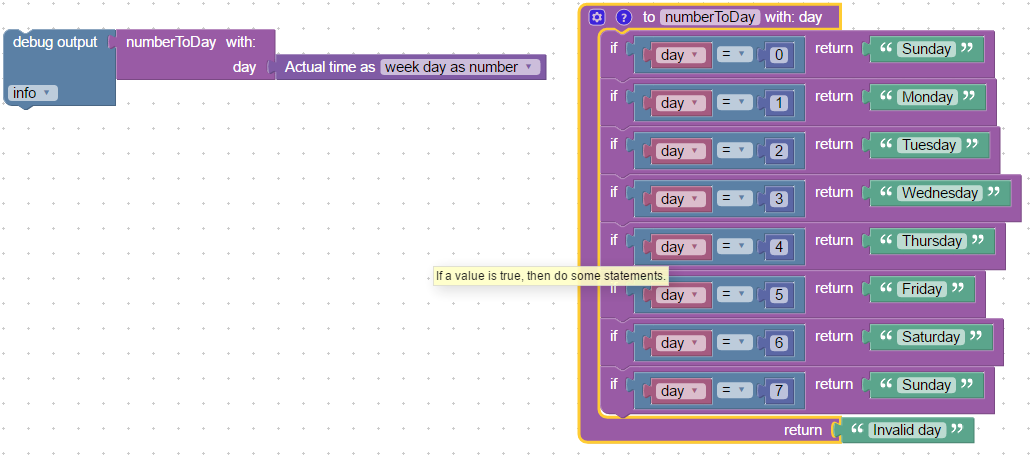 debug output
numberToDay with:
day
Actual time as week day as number
info
? to numberToDay with: day
if day = 0 return “ Sunday ”
if day = 1 return “ Monday ”
if day = 2 return “ Tuesday ”
if day = 3 return “ Wednesday ”
if day = 4 return “ Thursday ”
If a value is true, then do some statements.
if day = 5 return “ Friday ”
if day = 6 return “ Saturday ”
if day = 7 return “ Sunday ”
return “ Invalid day ”